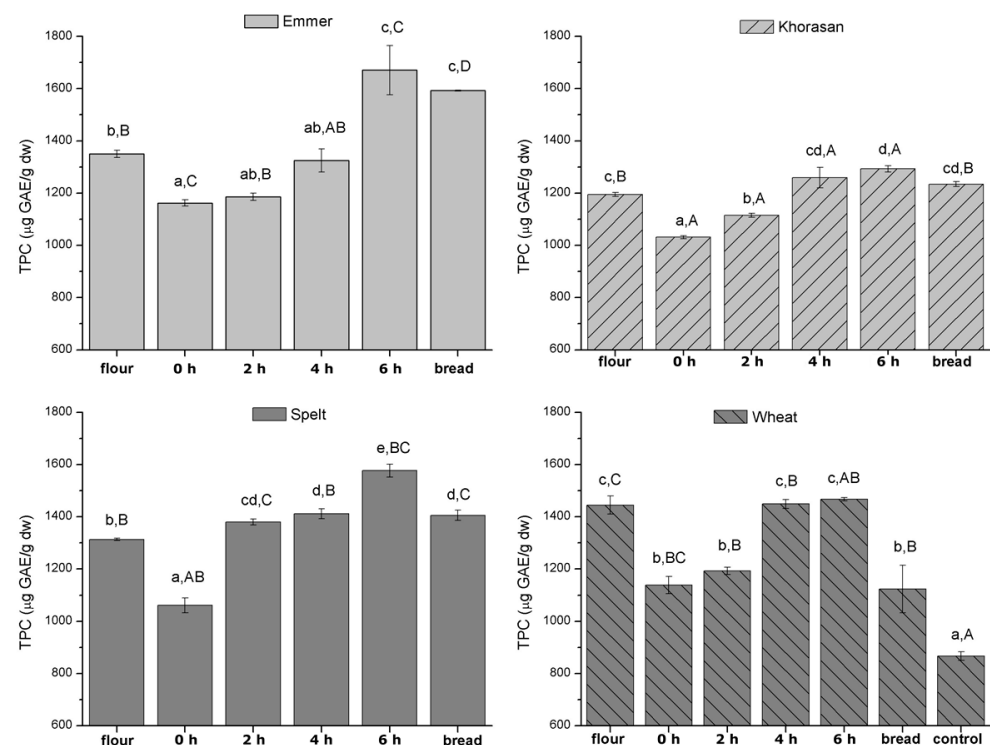 Emmer
TPC (μg GAE/g dw)
1800
1600
1400
1200
1000
800
600
b,B
a,C
ab,B
ab,AB
c,C
c,D
flour 0 h 2 h 4 h 6 h bread
Khorasan
TPC (μg GAE/g dw)
1800
1600
1400
1200
1000
800
600
c,B
a,A
b,A
cd,A
d,A
cd,B
flour 0 h 2 h 4 h 6 h bread
Spelt
TPC (μg GAE/g dw)
1800
1600
1400
1200
1000
800
600
b,B
a,AB
cd,C
d,B
e,BC
d,C
flour 0 h 2 h 4 h 6 h bread
Wheat
TPC (μg GAE/g dw)
1800
1600
1400
1200
1000
800
600
c,C
b,BC
b,B
c,B
c,AB
b,B
a,A
flour 0 h 2 h 4 h 6 h bread control